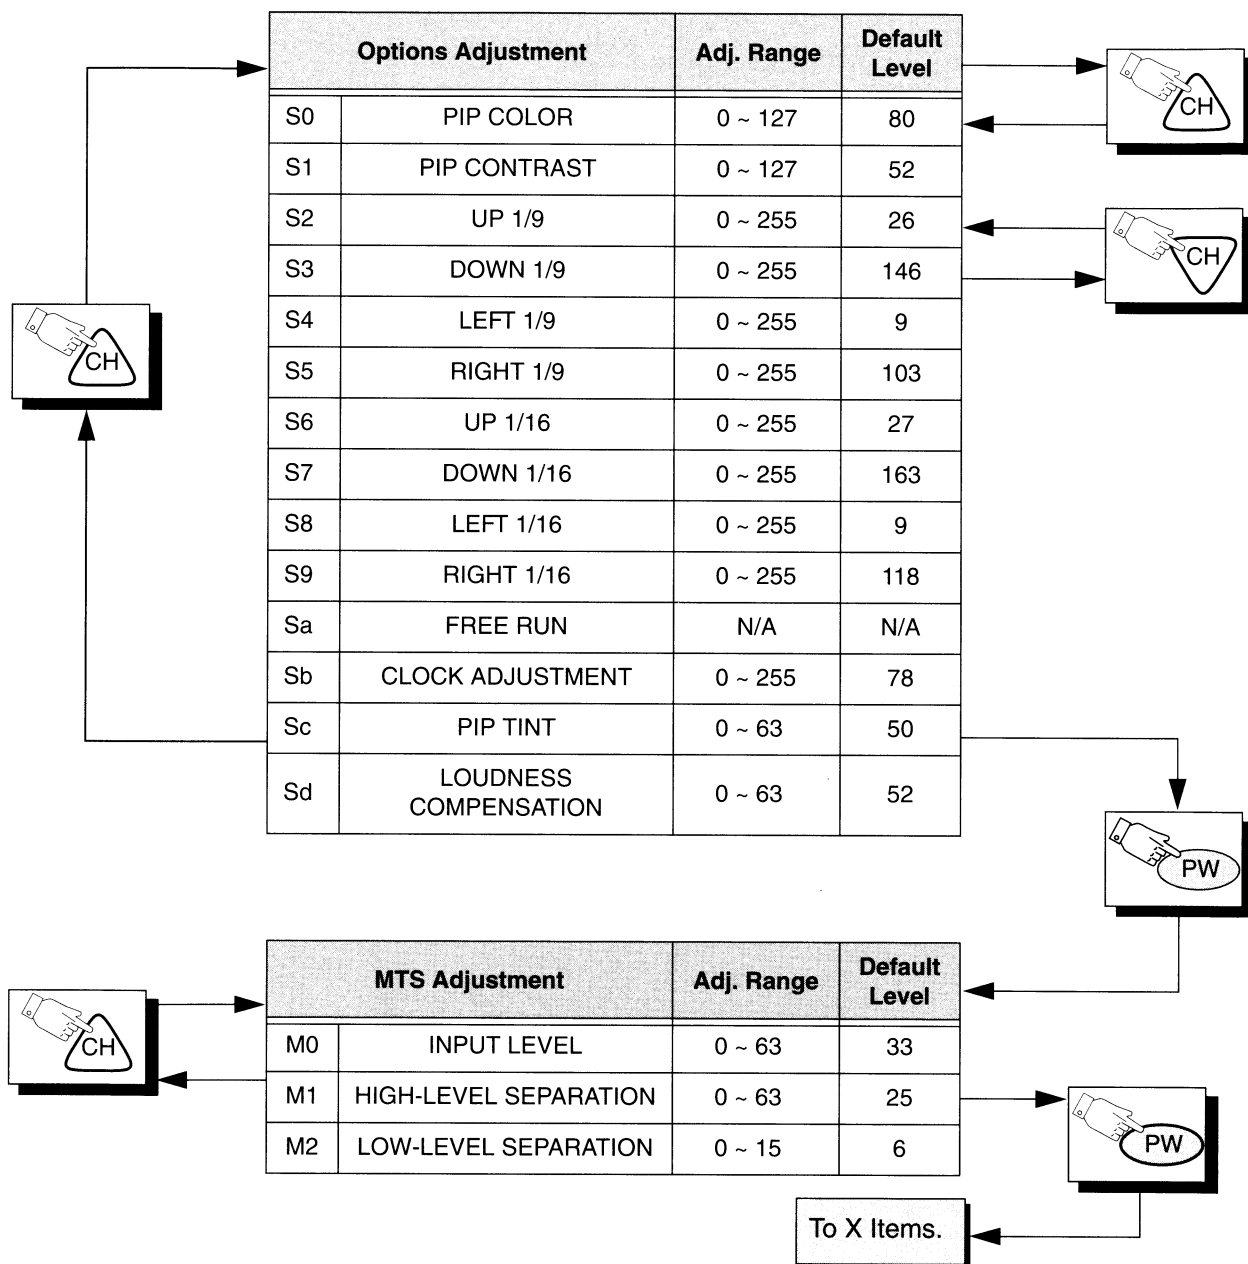 Options Adjustment Adj. Range Default Level
S0 PIP COLOR 0 ~ 127 80
S1 PIP CONTRAST 0 ~ 127 52
S2 UP 1/9 0 ~ 255 26
S3 DOWN 1/9 0 ~ 255 146
S4 LEFT 1/9 0 ~ 255 9
S5 RIGHT 1/9 0 ~ 255 103
S6 UP 1/16 0 ~ 255 27
S7 DOWN 1/16 0 ~ 255 163
S8 LEFT 1/16 0 ~ 255 9
S9 RIGHT 1/16 0 ~ 255 118
Sa FREE RUN N/A N/A
Sb CLOCK ADJUSTMENT 0 ~ 255 78
Sc PIP TINT 0 ~ 63 50
Sd LOUDNESS COMPENSATION 0 ~ 63 52
CH
CH
CH
PW
MTS Adjustment Adj. Range Default Level
M0 INPUT LEVEL 0 ~ 63 33
M1 HIGH-LEVEL SEPARATION 0 ~ 63 25
M2 LOW-LEVEL SEPARATION 0 ~ 15 6
CH
PW
To X Items.